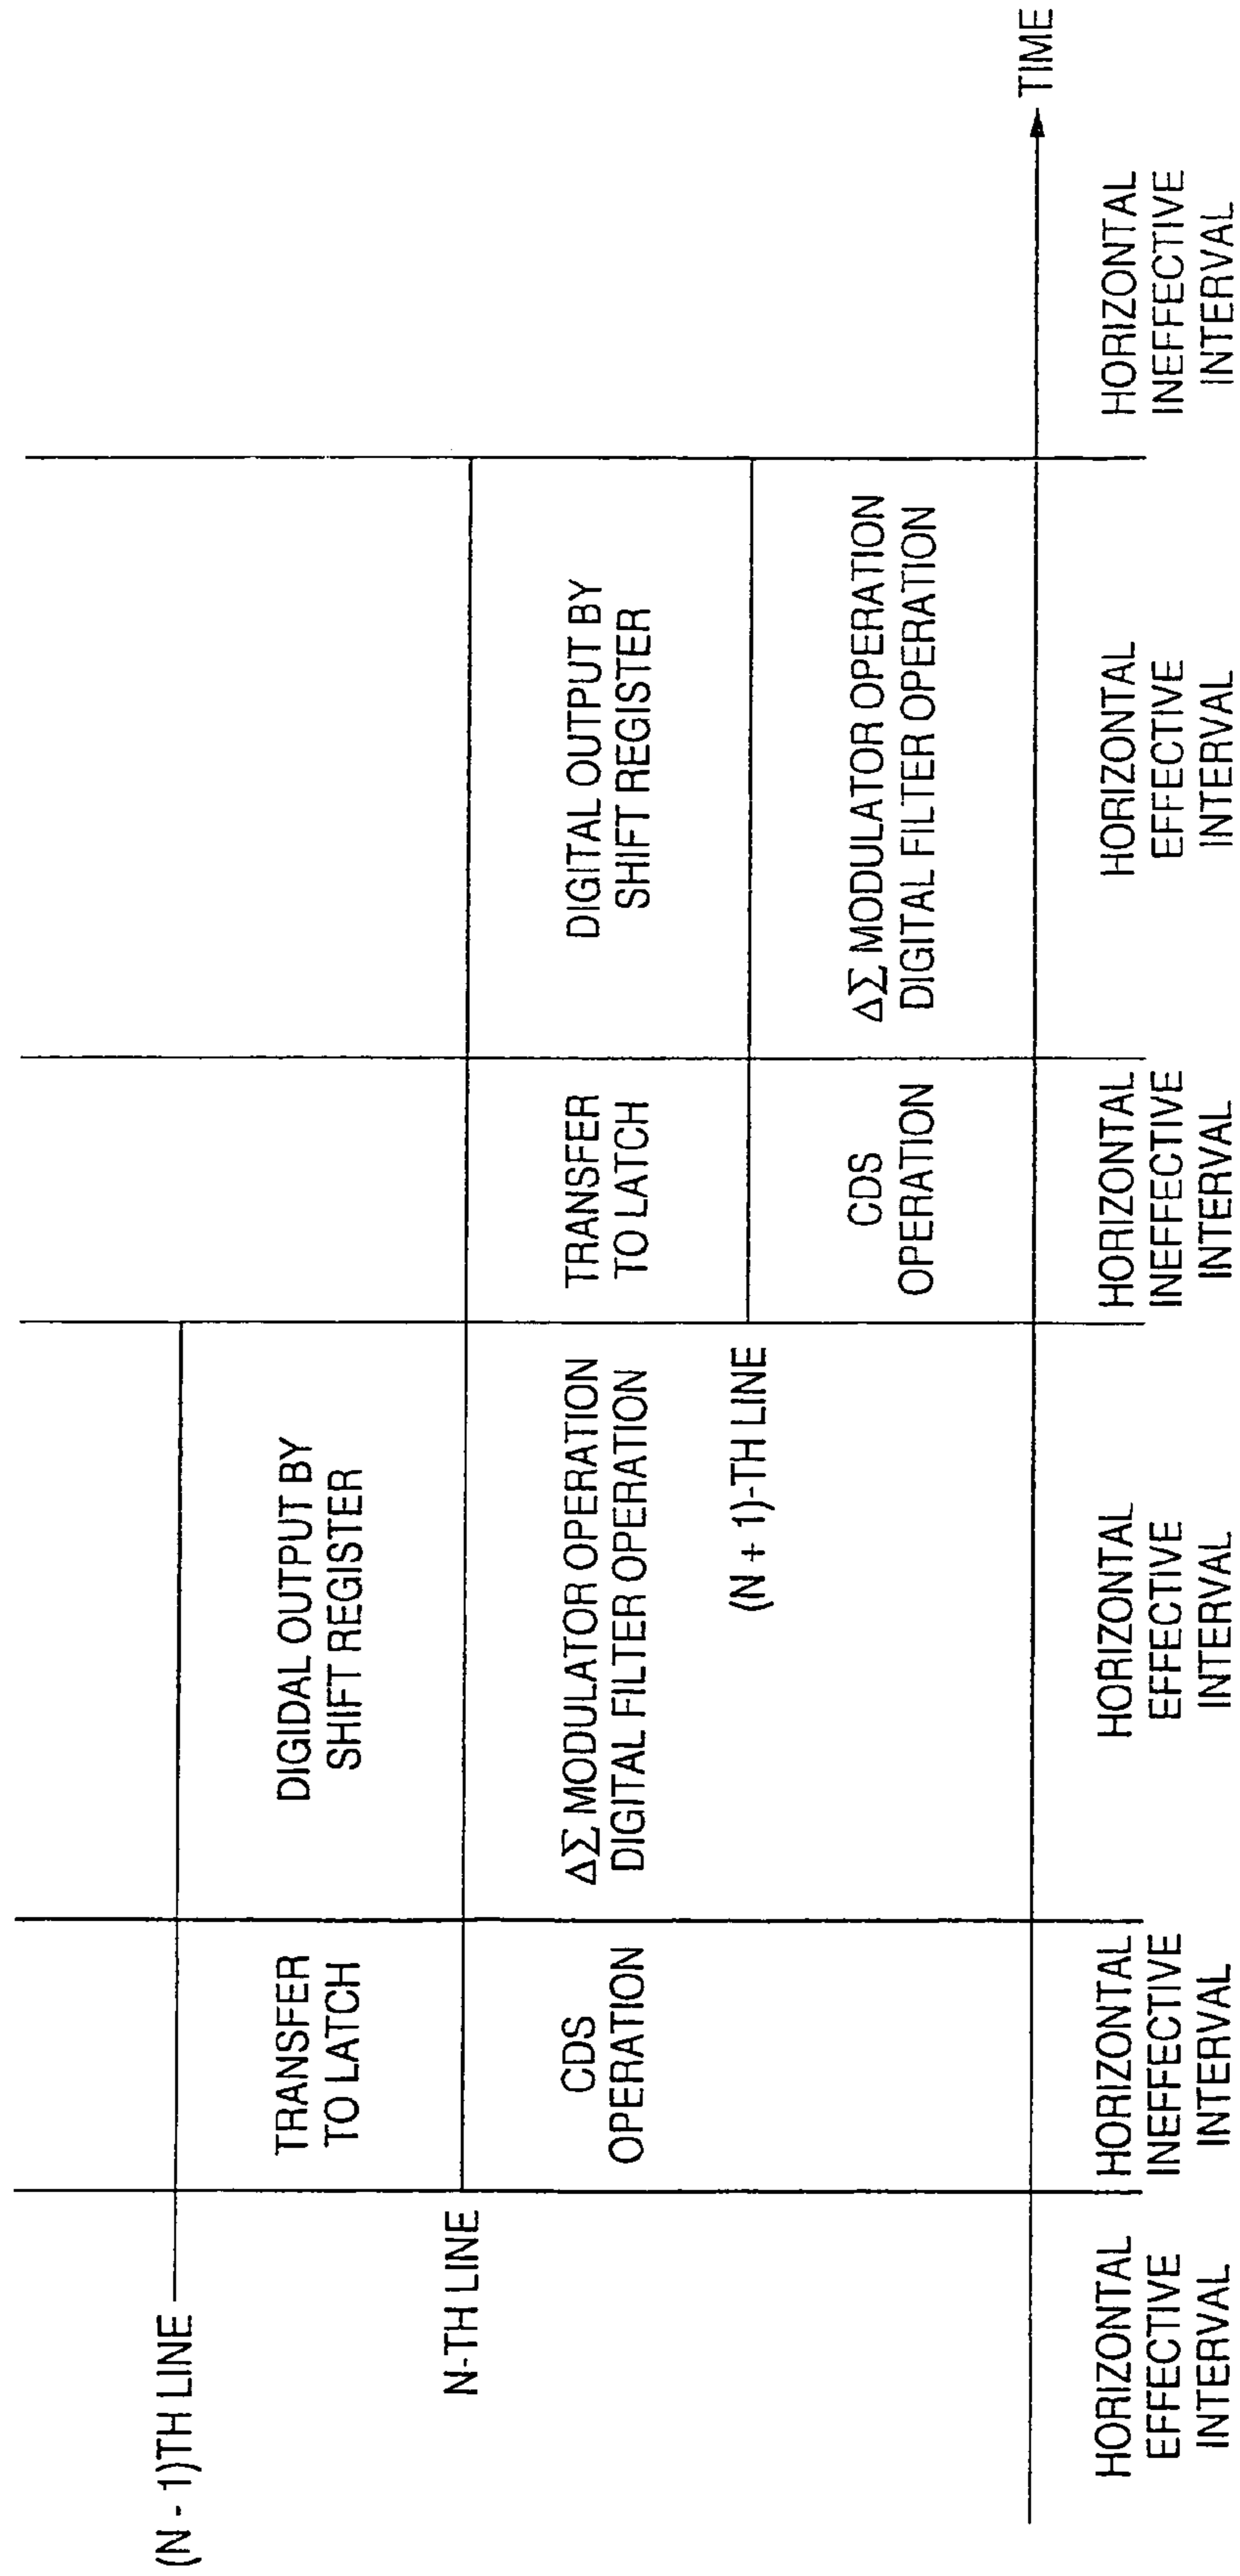 (N - 1)TH LINE
TRANSFER
TO LATCH
DIGIDAL OUTPUT BY
SHIFT REGISTER
N-TH LINE
CDS
OPERATION
ΔΣ MODULATOR OPERATION
DIGITAL FILTER OPERATION
TRANSFER
TO LATCH
DIGITAL OUTPUT BY
SHIFT REGISTER
(N + 1)-TH LINE
CDS
OPERATION
ΔΣ MODULATOR OPERATION
DIGITAL FILTER OPERATION
TIME
HORIZONTAL
EFFECTIVE
INTERVAL
HORIZONTAL
INEFFECTIVE
INTERVAL
HORIZONTAL
EFFECTIVE
INTERVAL
HORIZONTAL
INEFFECTIVE
INTERVAL
HORIZONTAL
EFFECTIVE
INTERVAL
HORIZONTAL
INEFFECTIVE
INTERVAL